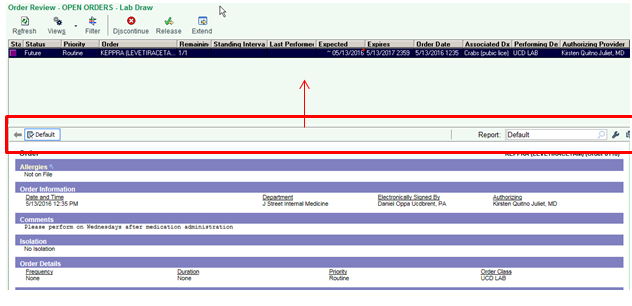 Order Review - OPEN ORDERS - Lab Draw
Refresh Views Filter Discontinue Release Extend
Sta Status Priority Order Remainin Standing Interva Last Performed Expected Expires Order Date Associated Dx Performing De Authorizing Provider
Future Routine KEPPRA (LEVETIRACETA... 1/1 ~ 05/13/2016 5/13/2017 2359 05/13/2016 1235 Crabs (pubic lice) UCD LAB Kirsten Quitno Juliet, MD
Default Report: Default
Order KEPPRA (LEVETIRACETAM)
Allergies
Not on File
Order Information
Date and Time Department Electronically Signed By Authorizing
5/13/2016 12:35 PM J Street Internal Medicine Daniel Oppa Ucdbrent, PA Kirsten Quitno Juliet, MD
Comments
Please perform on Wednesdays after medication administration
Isolation
No Isolation
Order Details
Frequency Duration Priority Order Class
None None Routine UCD LAB